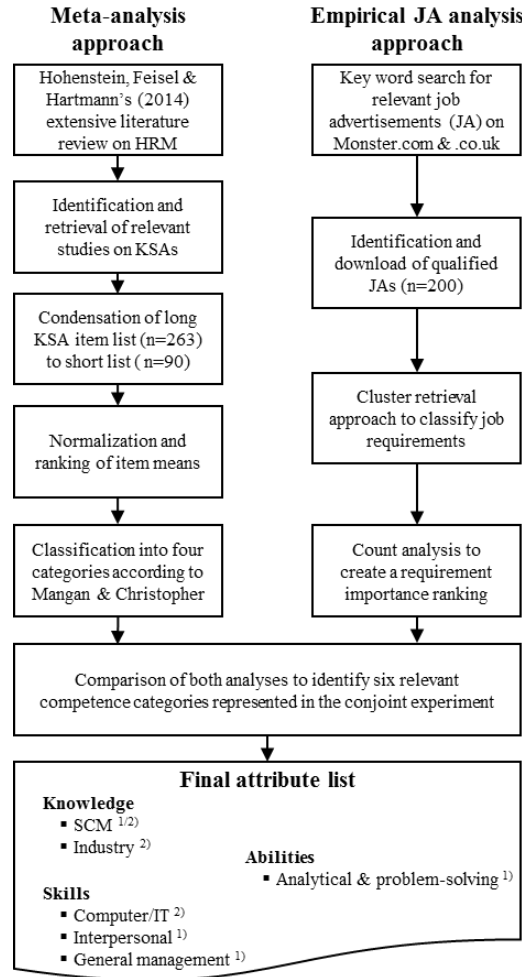 Meta-analysis
approach
Hohenstein, Feisel &
Hartmann's (2014)
extensive literature
review on HRM
Identification and
retrieval of relevant
studies on KSAs
Condensation of long
KSA item list (n=263)
to short list ( n=90)
Normalization and
ranking of item means
Classification into four
categories according to
Mangan & Christopher
Empirical JA analysis
approach
Key word search for
relevant job
advertisements (JA) on
Monster.com & .co.uk
Identification and
download of qualified
JAs (n=200)
Cluster retrieval
approach to classify job
requirements
Count analysis to
create a requirement
importance ranking
Comparison of both analyses to identify six relevant
competence categories represented in the conjoint experiment
Final attribute list
Knowledge
▪ SCM 1/2)
▪ Industry 2)
Skills
▪ Computer/IT 2)
▪ Interpersonal 1)
▪ General management 1)
Abilities
▪ Analytical & problem-solving 1)